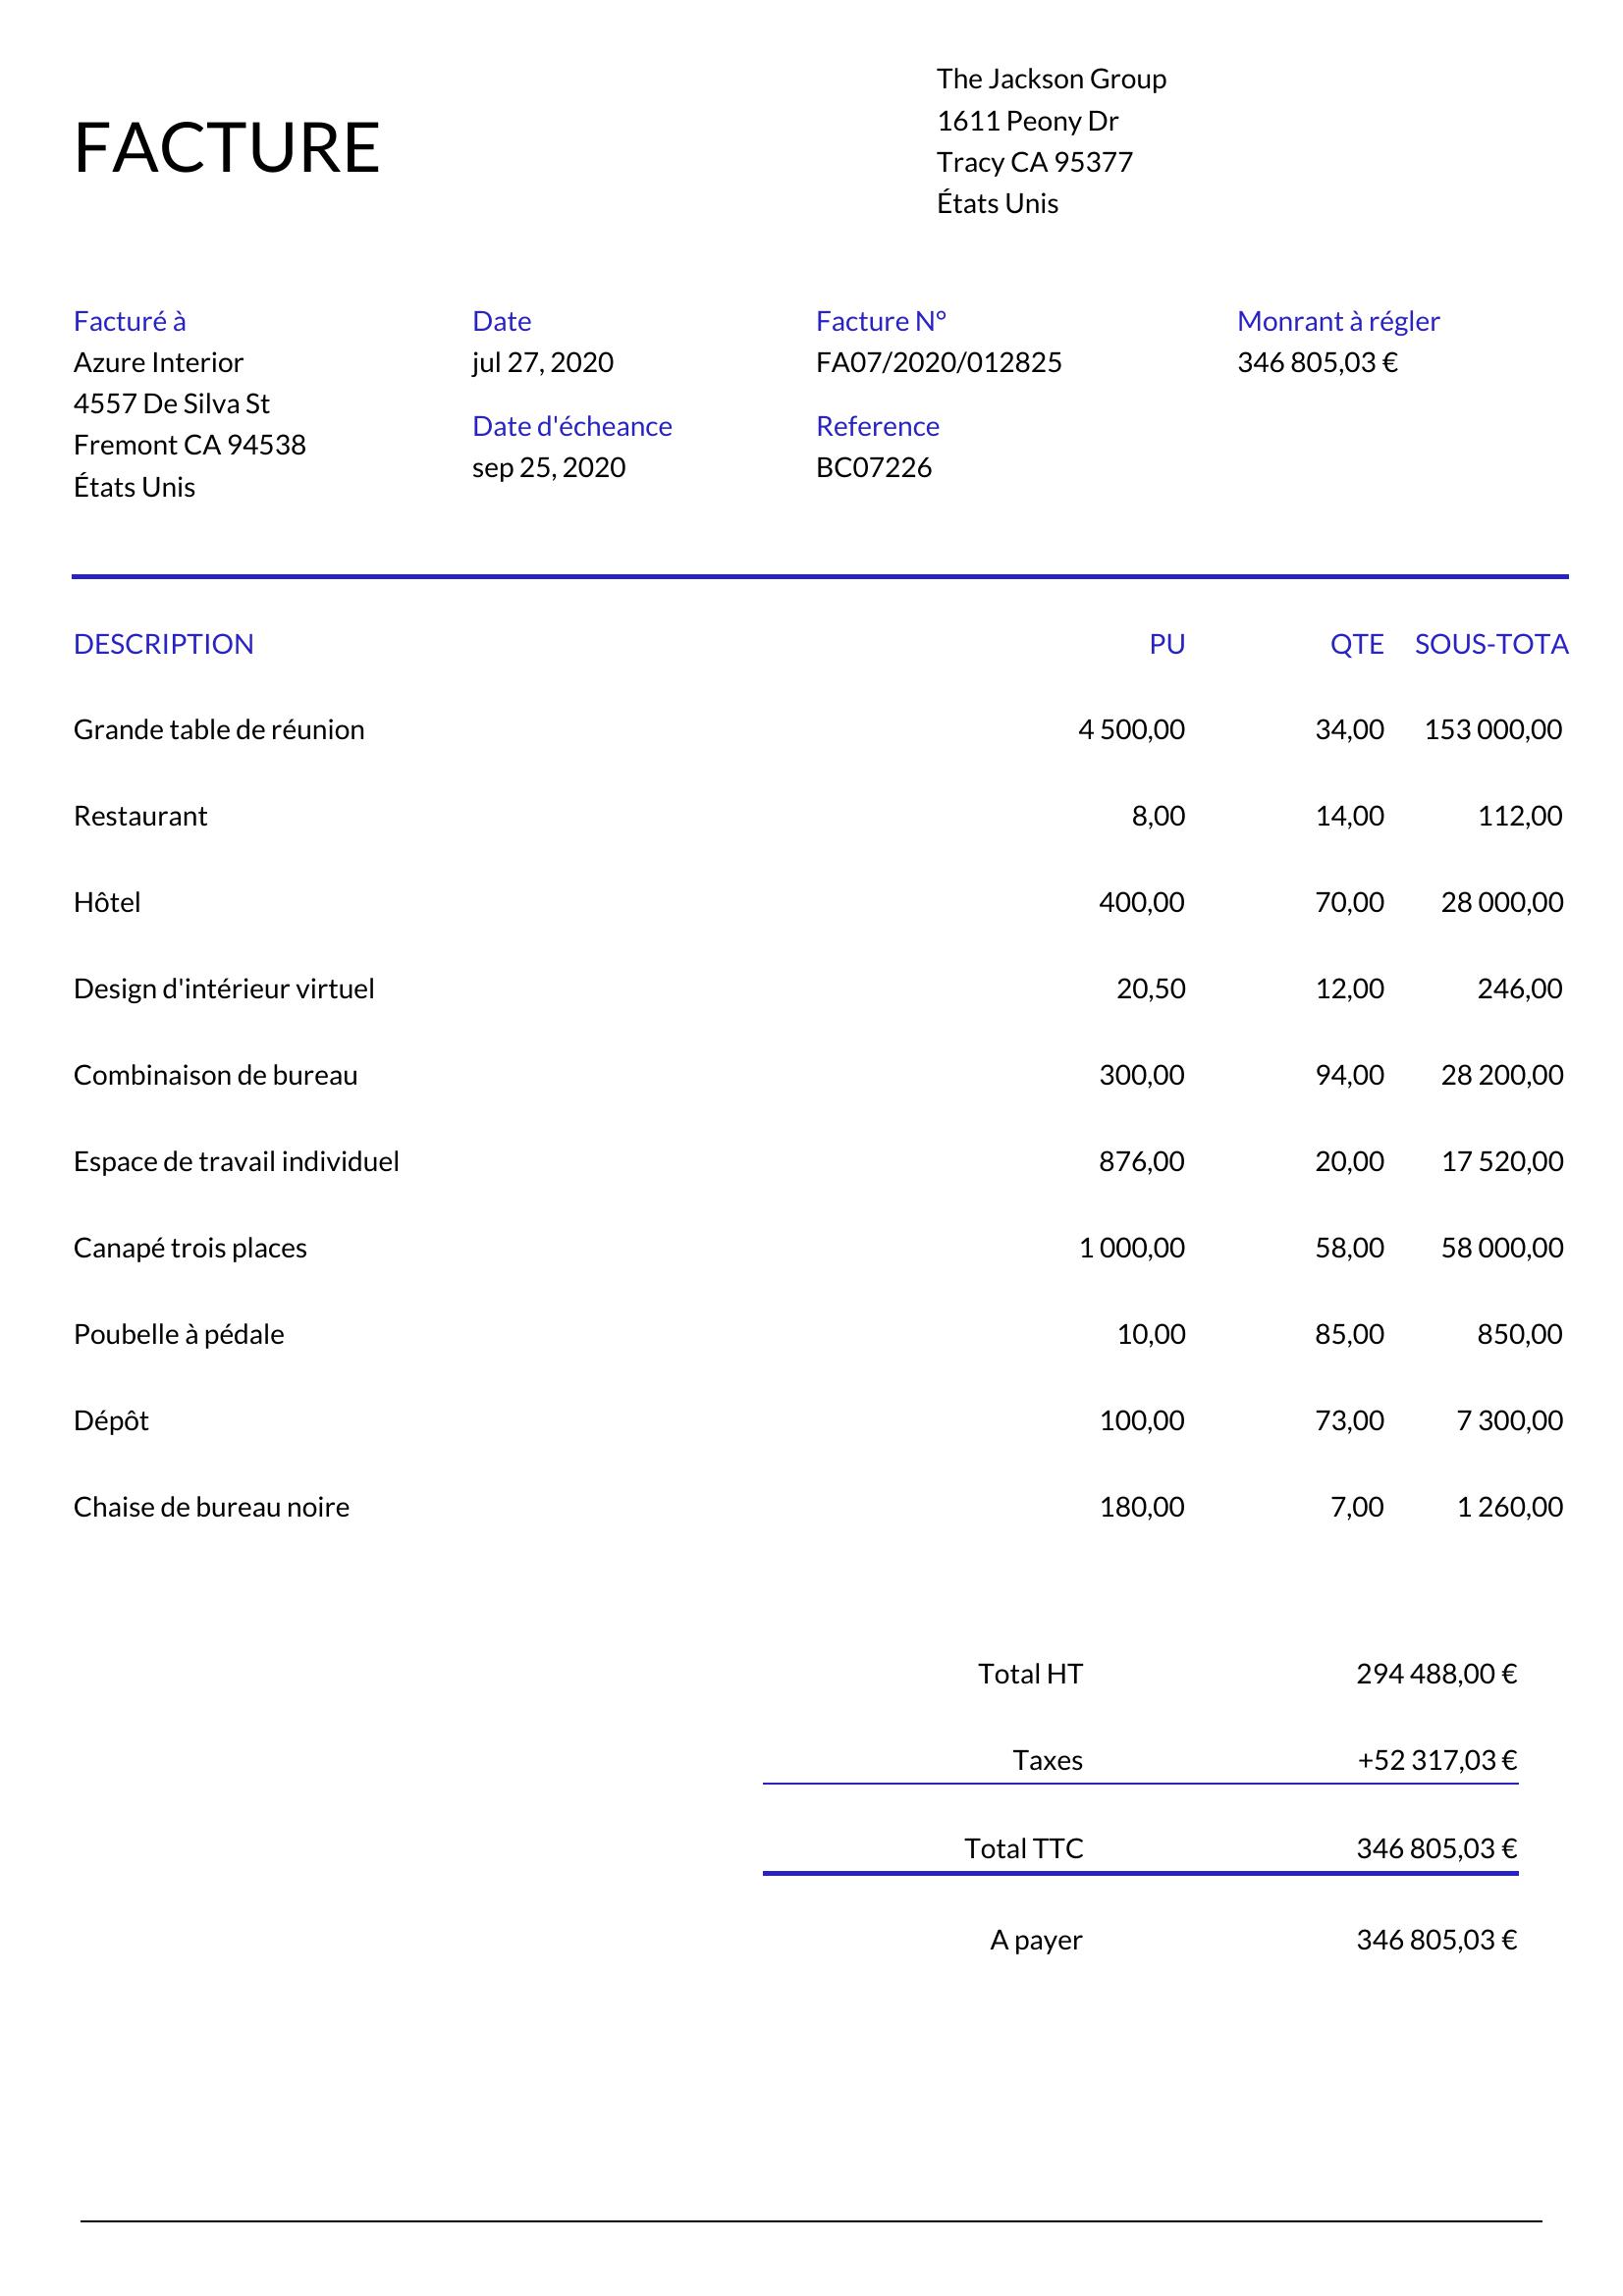 The Jackson Group
1611 Peony Dr
Tracy CA 95377
États Unis
FACTURE
Facturé à
Azure Interior
4557 De Silva St
Fremont CA 94538
États Unis
Date
jul 27, 2020
Date d'écheance
sep 25, 2020
Facture N°
FA07/2020/012825
Reference
BC07226
Monrant à régler
346 805,03 €
DESCRIPTION PU QTE SOUS-TOTA
Grande table de réunion 4 500,00 34,00 153 000,00
Restaurant 8,00 14,00 112,00
Hôtel 400,00 70,00 28 000,00
Design d'intérieur virtuel 20,50 12,00 246,00
Combinaison de bureau 300,00 94,00 28 200,00
Espace de travail individuel 876,00 20,00 17 520,00
Canapé trois places 1 000,00 58,00 58 000,00
Poubelle à pédale 10,00 85,00 850,00
Dépôt 100,00 73,00 7 300,00
Chaise de bureau noire 180,00 7,00 1 260,00
Total HT 294 488,00 €
Taxes +52 317,03 €
Total TTC 346 805,03 €
A payer 346 805,03 €